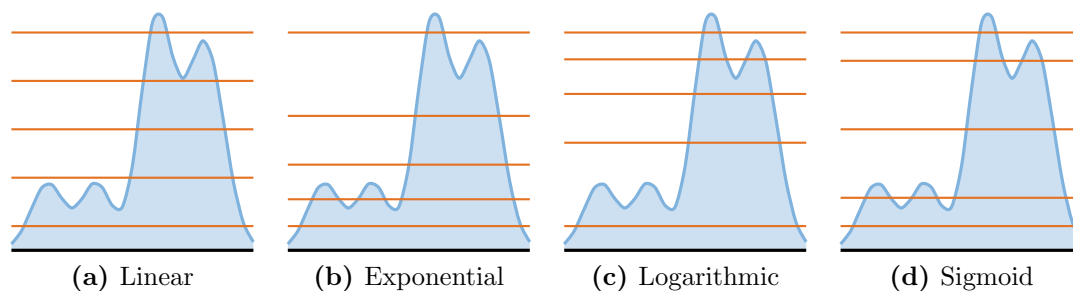 (a) Linear
(b) Exponential
(c) Logarithmic
(d) Sigmoid